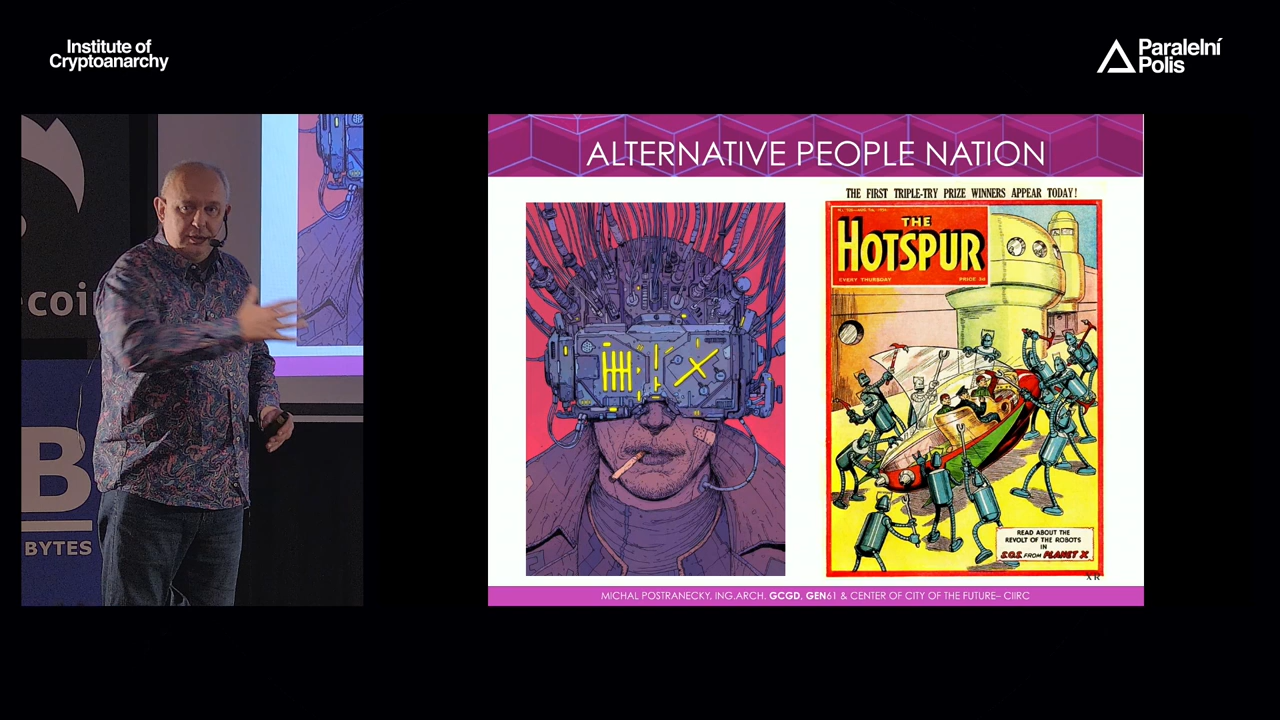 Institute of
Cryptoanarchy
Paralelní
Polis
coin
B
BYTES
ALTERNATIVE PEOPLE NATION
THE FIRST TRIPLE-TRY PRIZE WINNERS APPEAR TODAY!
THE
HOTSPUR
EVERY THURSDAY
PRICE
READ ABOUT THE
REVOLT OF THE ROBOTS
IN
S.O.S. FROM PLANET X
X R
MICHAL POSTRANECKY, ING.ARCH. GCGD, GEN61 & CENTER OF CITY OF THE FUTURE– CIIRC